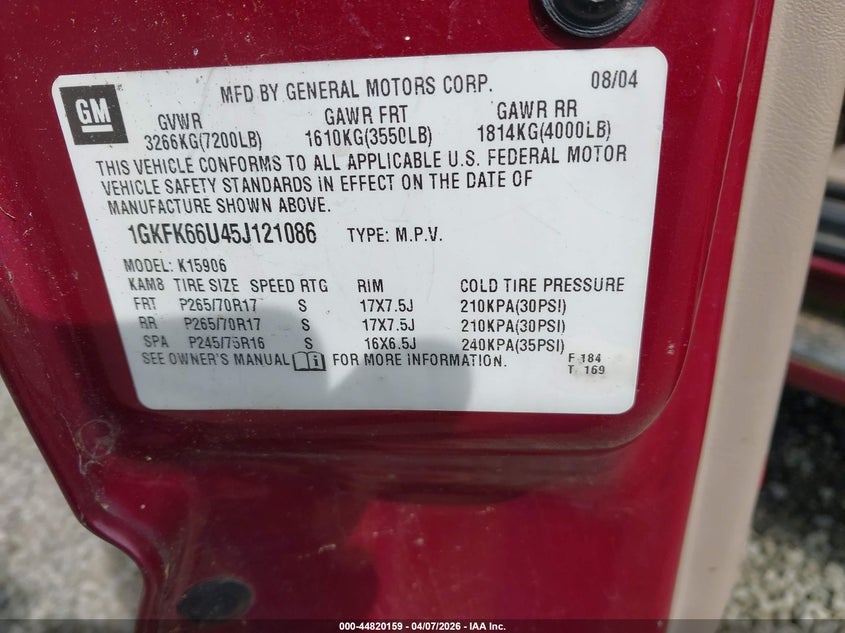 GM
MFD BY GENERAL MOTORS CORP. 08/04
GVWR GAWR FRT GAWR RR
3266KG(7200LB) 1610KG(3550LB) 1814KG(4000LB)
THIS VEHICLE CONFORMS TO ALL APPLICABLE U.S. FEDERAL MOTOR
VEHICLE SAFETY STANDARDS IN EFFECT ON THE DATE OF
MANUFACTURE SHOWN ABOVE.
1GKFK66U45J121086 TYPE: M.P.V.
MODEL: K15906
KAM8 TIRE SIZE SPEED RTG RIM COLD TIRE PRESSURE
FRT P265/70R17 S 17X7.5J 210KPA(30PSI)
RR P265/70R17 S 17X7.5J 210KPA(30PSI)
SPA P245/75R16 S 16X6.5J 240KPA(35PSI)
SEE OWNER'S MANUAL i FOR MORE INFORMATION. F 184
T 169
000-44820159 - 04/07/2026 - IAA Inc.